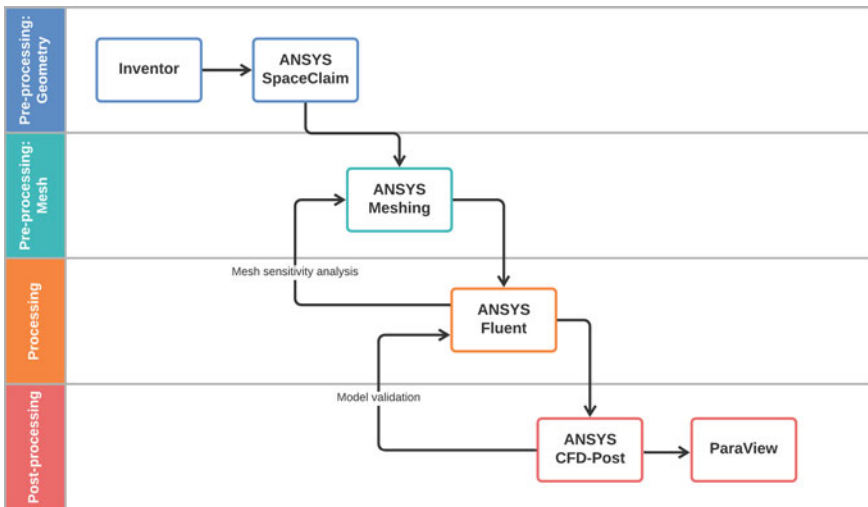 Pre-processing:
Geometry
Inventor
ANSYS
SpaceClaim
Pre-processing:
Mesh
ANSYS
Meshing
Mesh sensitivity analysis
Processing
ANSYS
Fluent
Model validation
Post-processing
ANSYS
CFD-Post
ParaView